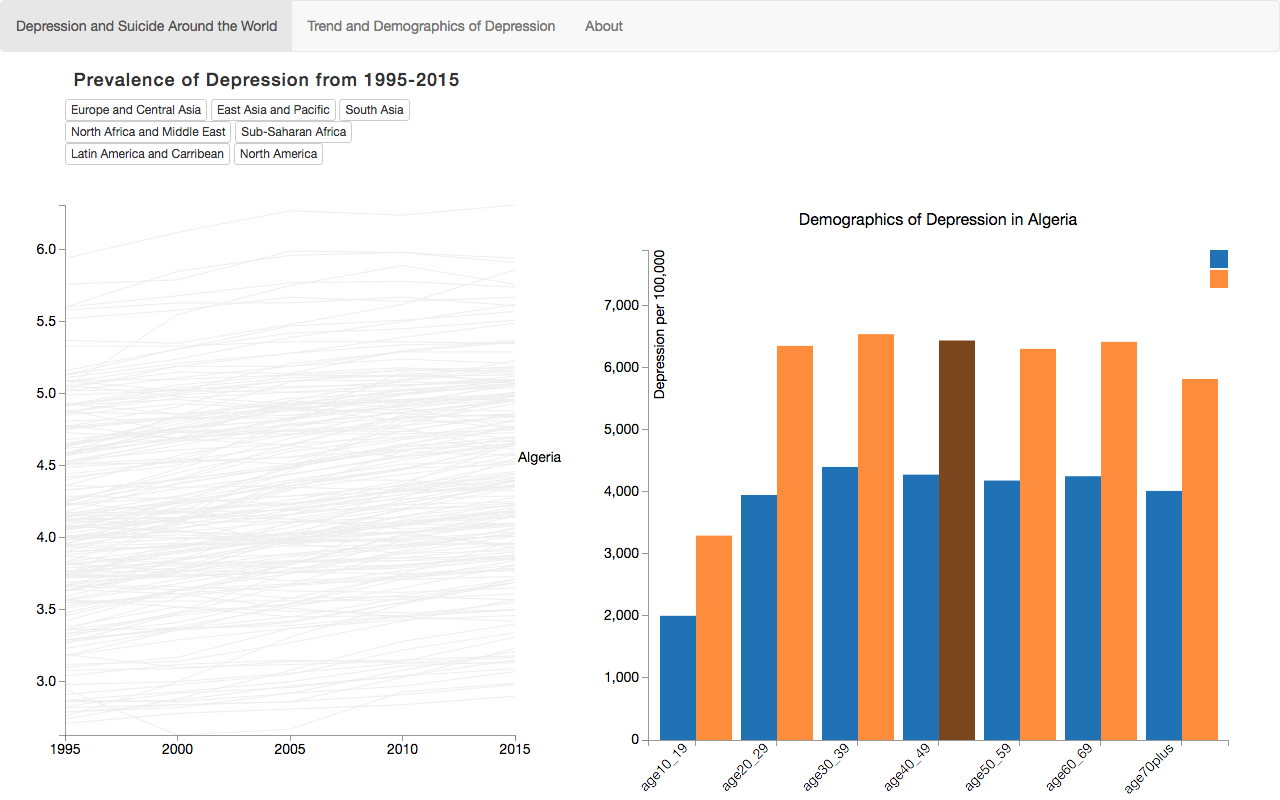 Depression and Suicide Around the World Trend and Demographics of Depression About
Prevalence of Depression from 1995-2015
Europe and Central Asia East Asia and Pacific South Asia
North Africa and Middle East Sub-Saharan Africa
Latin America and Carribean North America
6.0
5.5
5.0
4.5
4.0
3.5
3.0
1995 2000 2005 2010 2015
Algeria
Demographics of Depression in Algeria
Depression per 100,000
7,000
6,000
5,000
4,000
3,000
2,000
1,000
0
age10_19 age20_29 age30_39 age40_49 age50_59 age60_69 age70plus